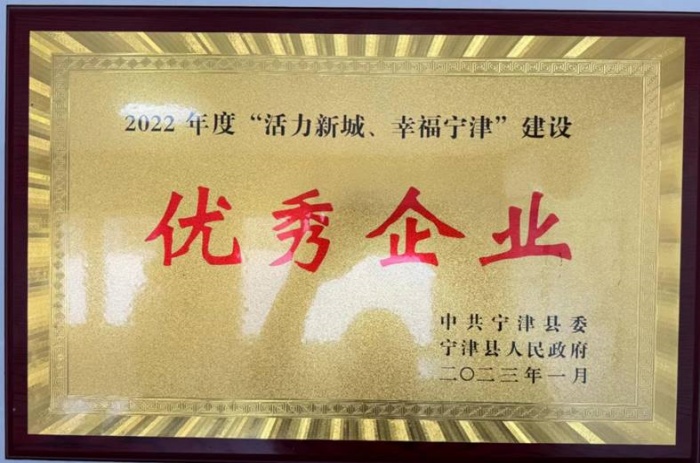 2022 年度“活力新城、幸福宁津”建设
优秀企业
中共宁津县委
宁津县人民政府
二〇二三年一月